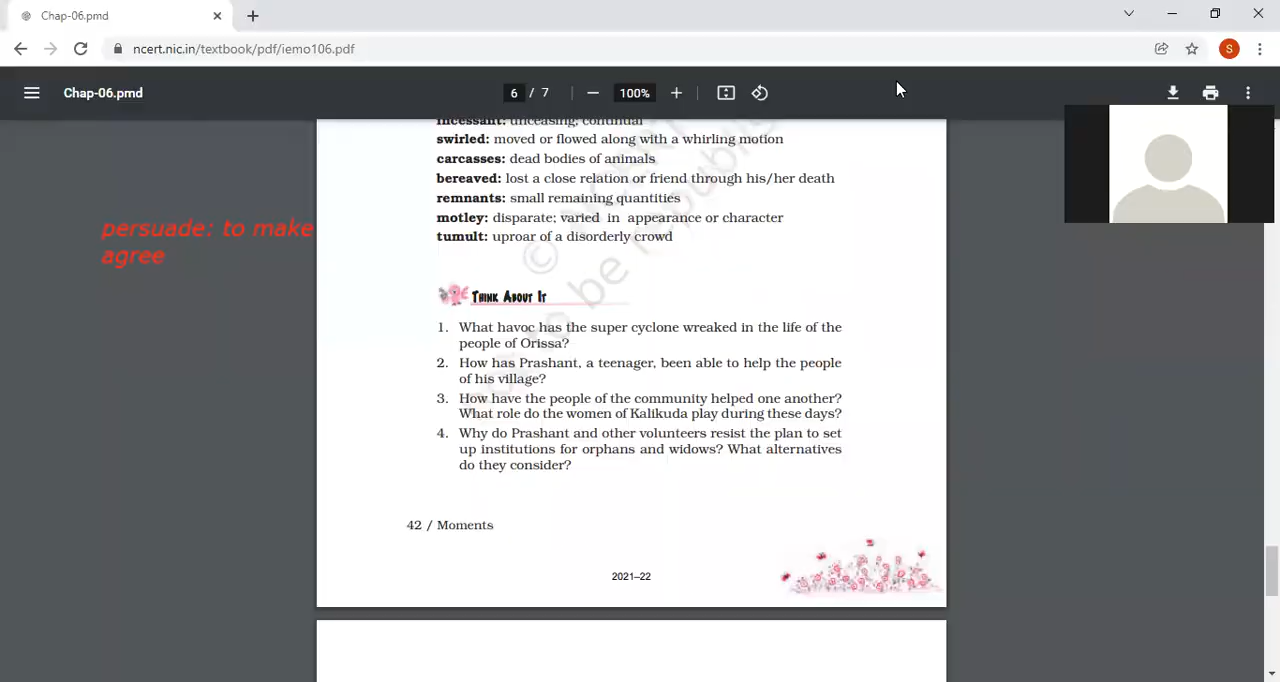 Chap-06.pmd
ncert.nic.in/textbook/pdf/iemo106.pdf
S
Chap-06.pmd
6 / 7
100%
incessant: unceasing; continual
swirled: moved or flowed along with a whirling motion
carcasses: dead bodies of animals
bereaved: lost a close relation or friend through his/her death
remnants: small remaining quantities
motley: disparate; varied in appearance or character
tumult: uproar of a disorderly crowd
persuade: to make
agree
THINK ABOUT IT
1. What havoc has the super cyclone wreaked in the life of the
people of Orissa?
2. How has Prashant, a teenager, been able to help the people
of his village?
3. How have the people of the community helped one another?
What role do the women of Kalikuda play during these days?
4. Why do Prashant and other volunteers resist the plan to set
up institutions for orphans and widows? What alternatives
do they consider?
42 / Moments
2021–22
be republi